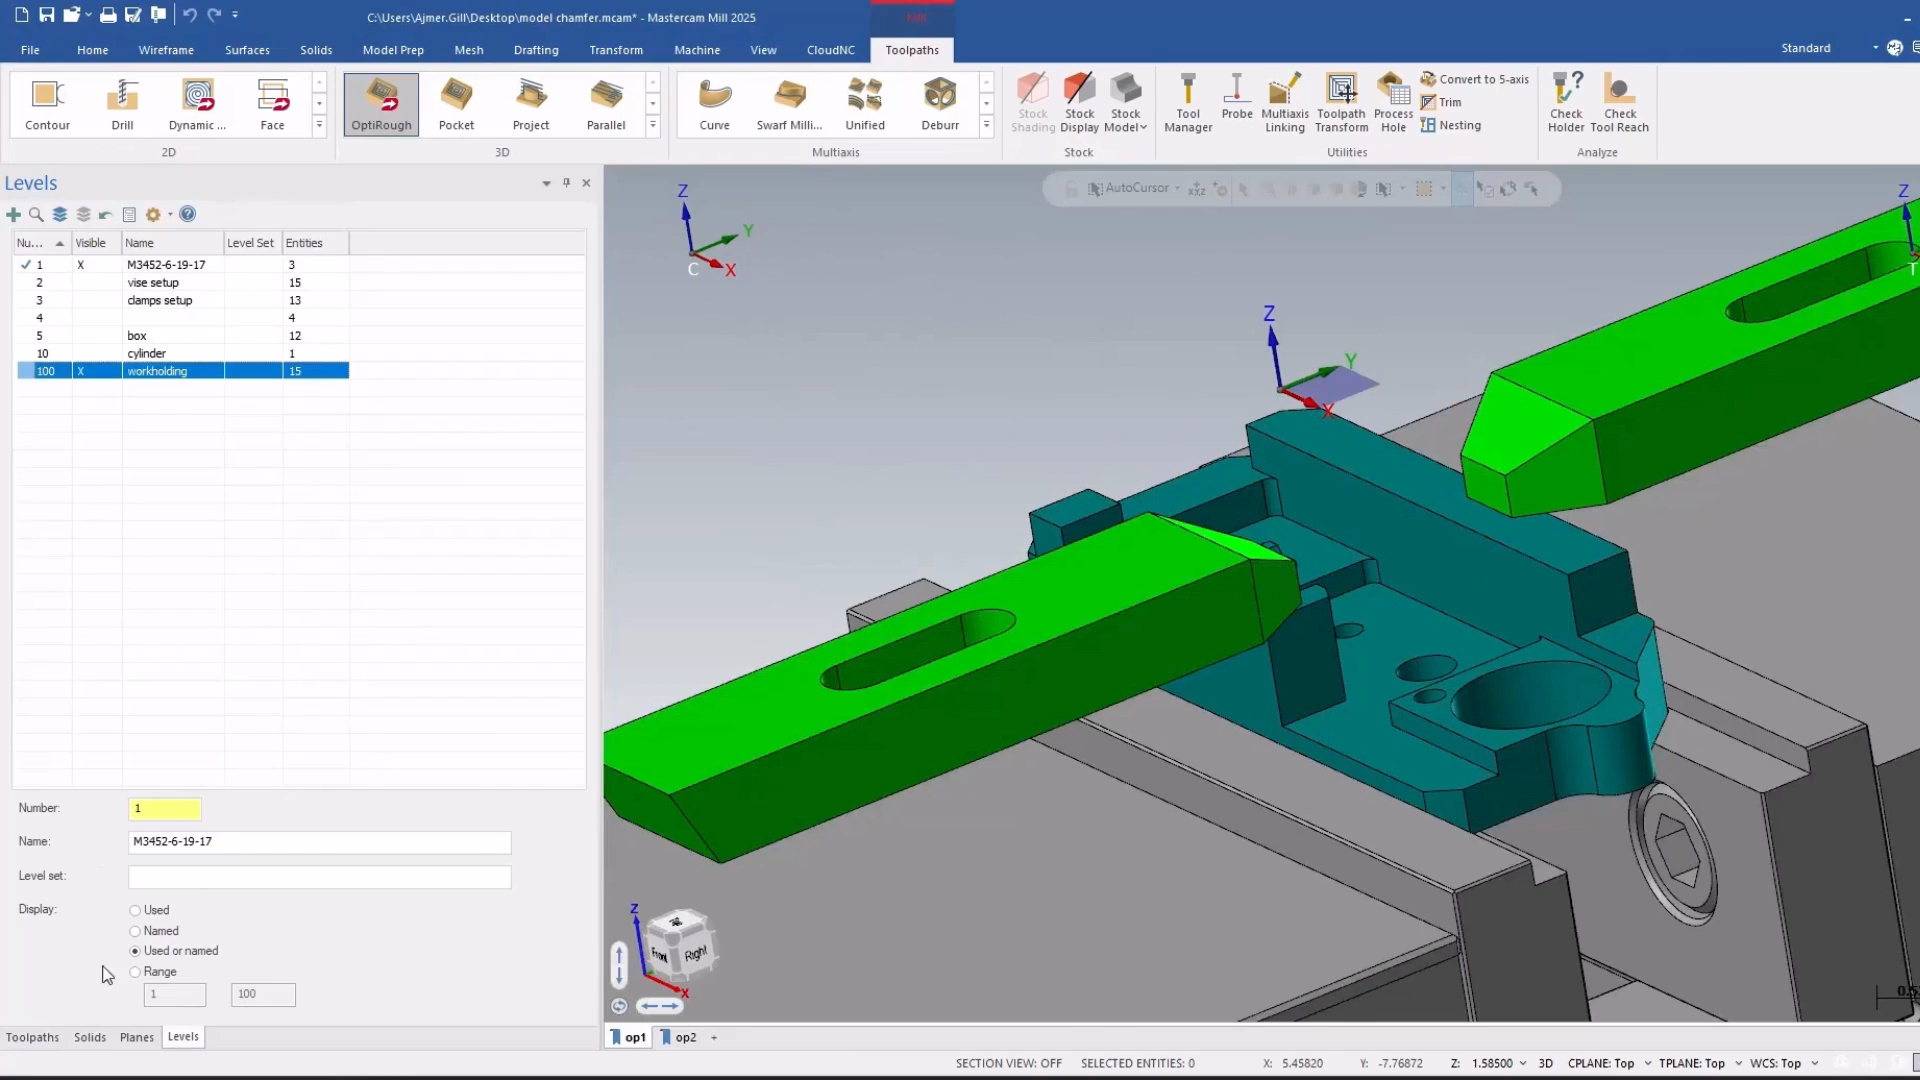 C:\Users\Ajmer.Gill\Desktop\model chamfer.mcam* - Mastercam Mill 2025
File Home Wireframe Surfaces Solids Model Prep Mesh Drafting Transform Machine View CloudNC Toolpaths Standard
Contour Drill Dynamic ... Face
OptiRough Pocket Project Parallel
Curve Swarf Milli... Unified Deburr
Stock Shading Stock Display Stock Model
Tool Manager Probe Multiaxis Linking Toolpath Transform Process Hole
Convert to 5-axis
Trim
Nesting
Check Holder Check Tool Reach
2D 3D Multiaxis Stock Utilities Analyze
Levels
AutoCursor
Nu... Visible Name Level Set Entities
1 X M3452-6-19-17 3
2 vise setup 15
3 clamps setup 13
4 4
5 box 12
10 cylinder 1
100 X workholding 15
Z
Y
C X
Z
Y
X
Z
T
Number: 1
Name: M3452-6-19-17
Level set:
Display: Used
Named
Used or named
Range
1 100
Z
Front Right
X
Toolpaths Solids Planes Levels
op1 op2 +
SECTION VIEW: OFF SELECTED ENTITIES: 0 X: 5.45820 Y: -7.76872 Z: 1.58500 3D CPLANE: Top TPLANE: Top WCS: Top